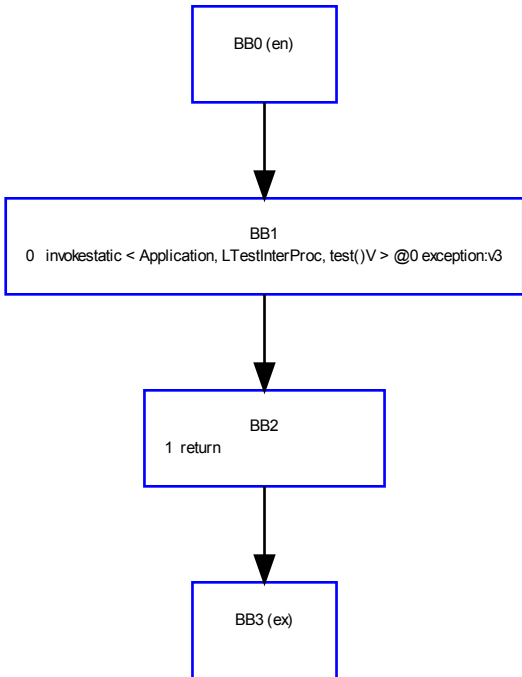 BB0 (en)
BB1
0 invokestatic < Application, LTestInterProc, test()V > @0 exception:v3
BB2
1 return
BB3 (ex)